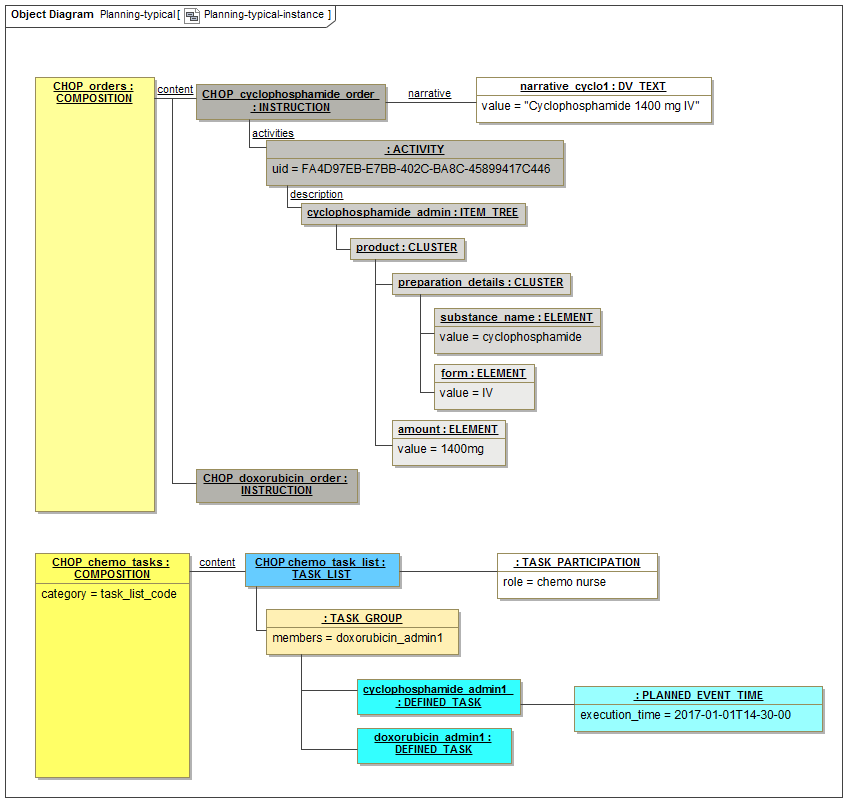 Object Diagram Planning-typical [ Planning-typical-instance ]
CHOP_orders :
COMPOSITION
content
CHOP_cyclophosphamide_order
: INSTRUCTION
narrative
narrative_cyclo1 : DV_TEXT
value = "Cyclophosphamide 1400 mg IV"
activities
: ACTIVITY
uid = FA4D97EB-E7BB-402C-BA8C-45899417C446
description
cyclophosphamide_admin : ITEM_TREE
product : CLUSTER
preparation_details : CLUSTER
substance_name : ELEMENT
value = cyclophosphamide
form : ELEMENT
value = IV
amount : ELEMENT
value = 1400mg
CHOP_doxorubicin_order :
INSTRUCTION
CHOP_chemo_tasks :
COMPOSITION
category = task_list_code
content
CHOP chemo_task_list :
TASK_LIST
: TASK_PARTICIPATION
role = chemo nurse
: TASK_GROUP
members = doxorubicin_admin1
cyclophosphamide_admin1
: DEFINED_TASK
: PLANNED_EVENT_TIME
execution_time = 2017-01-01T14-30-00
doxorubicin_admin1 :
DEFINED_TASK